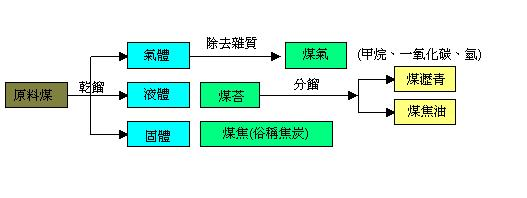 原料煤
乾餾
氣體
除去雜質
煤氣
(甲烷、一氧化碳、氫)
液體
煤苔
分餾
煤瀝青
煤焦油
固體
煤焦(俗稱焦炭)